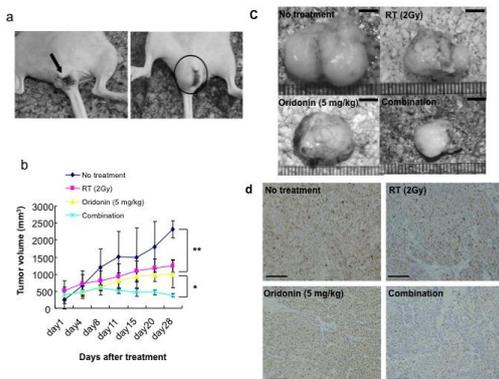 a
b
No treatment
RT (2Gy)
Oridonin (5 mg/kg)
Combination
Tumor volume (mm³)
3000
2500
2000
1500
1000
500
0
**
*
day1
day4
day8
day11
day15
day20
day28
Days after treatment
c
No treatment
RT (2Gy)
Oridonin (5 mg/kg)
Combination
d
No treatment
RT (2Gy)
Oridonin (5 mg/kg)
Combination